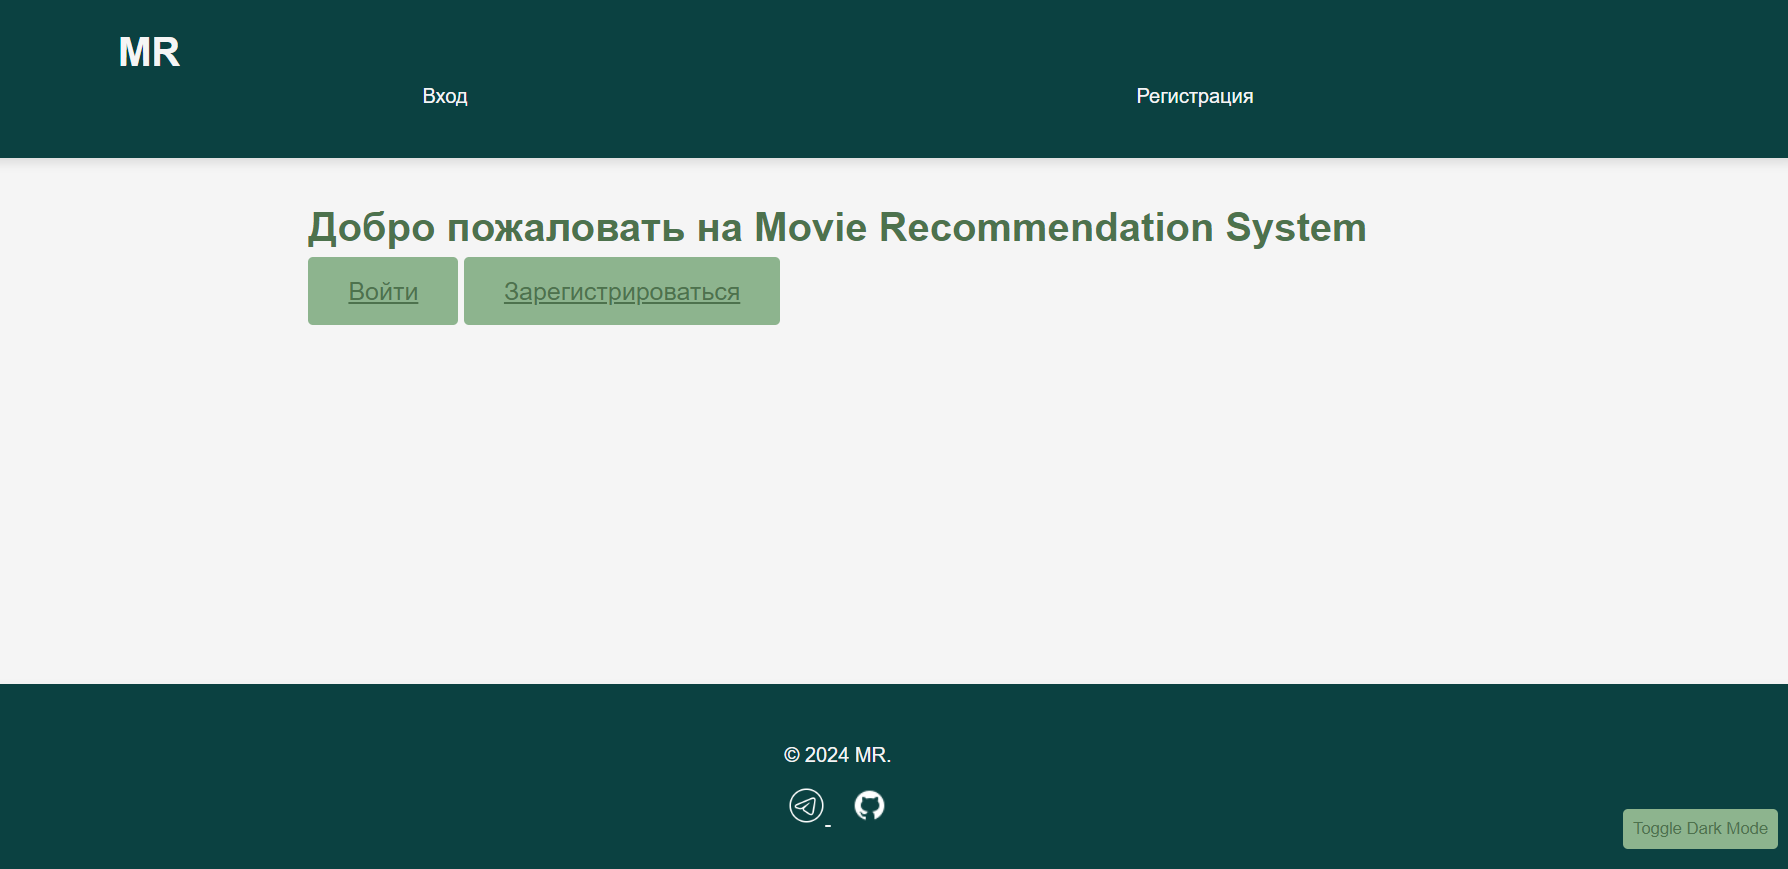 MR
Вход Регистрация
Добро пожаловать на Movie Recommendation System
Войти Зарегистрироваться
© 2024 MR.
Toggle Dark Mode